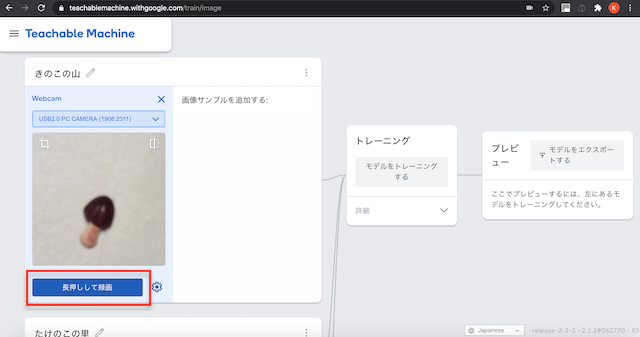 teachablemachine.withgoogle.com/train/image
K
Teachable Machine
きのこの山
Webcam
USB2.0 PC CAMERA (1908:2311)
長押しして録画
画像サンプルを追加する:
たけのこの里
トレーニング
モデルをトレーニング
する
詳細
プレビ
ュー
モデルをエクスポー
トする
ここでプレビューするには、左にあるモ
デルをトレーニングしてください。
Japanese
release-2-3-2 - 2.2.2#062770 - 83